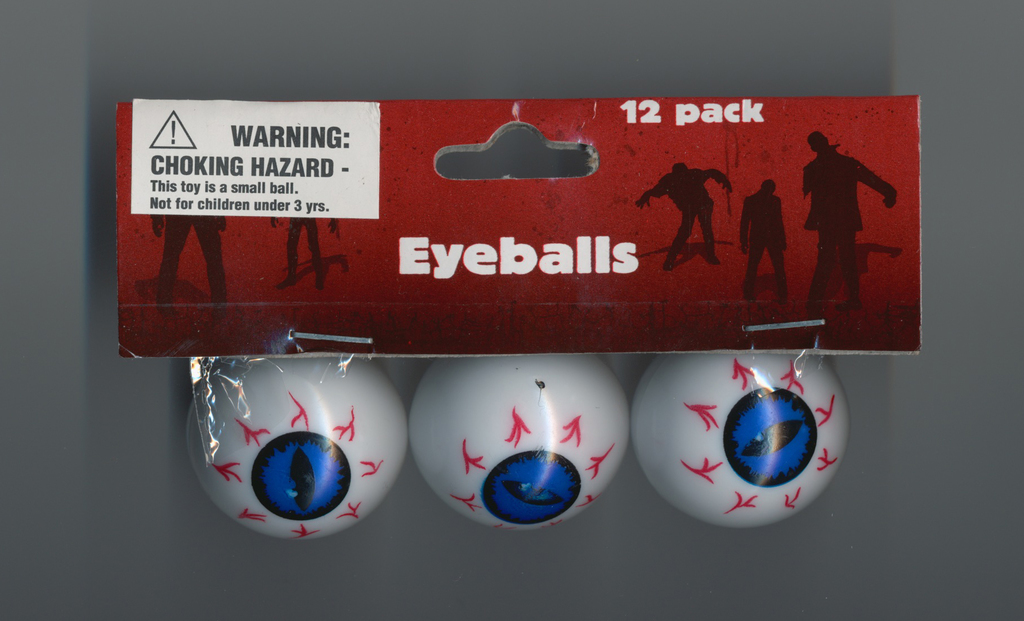 12 pack
WARNING:
CHOKING HAZARD -
This toy is a small ball.
Not for children under 3 yrs.
Eyeballs